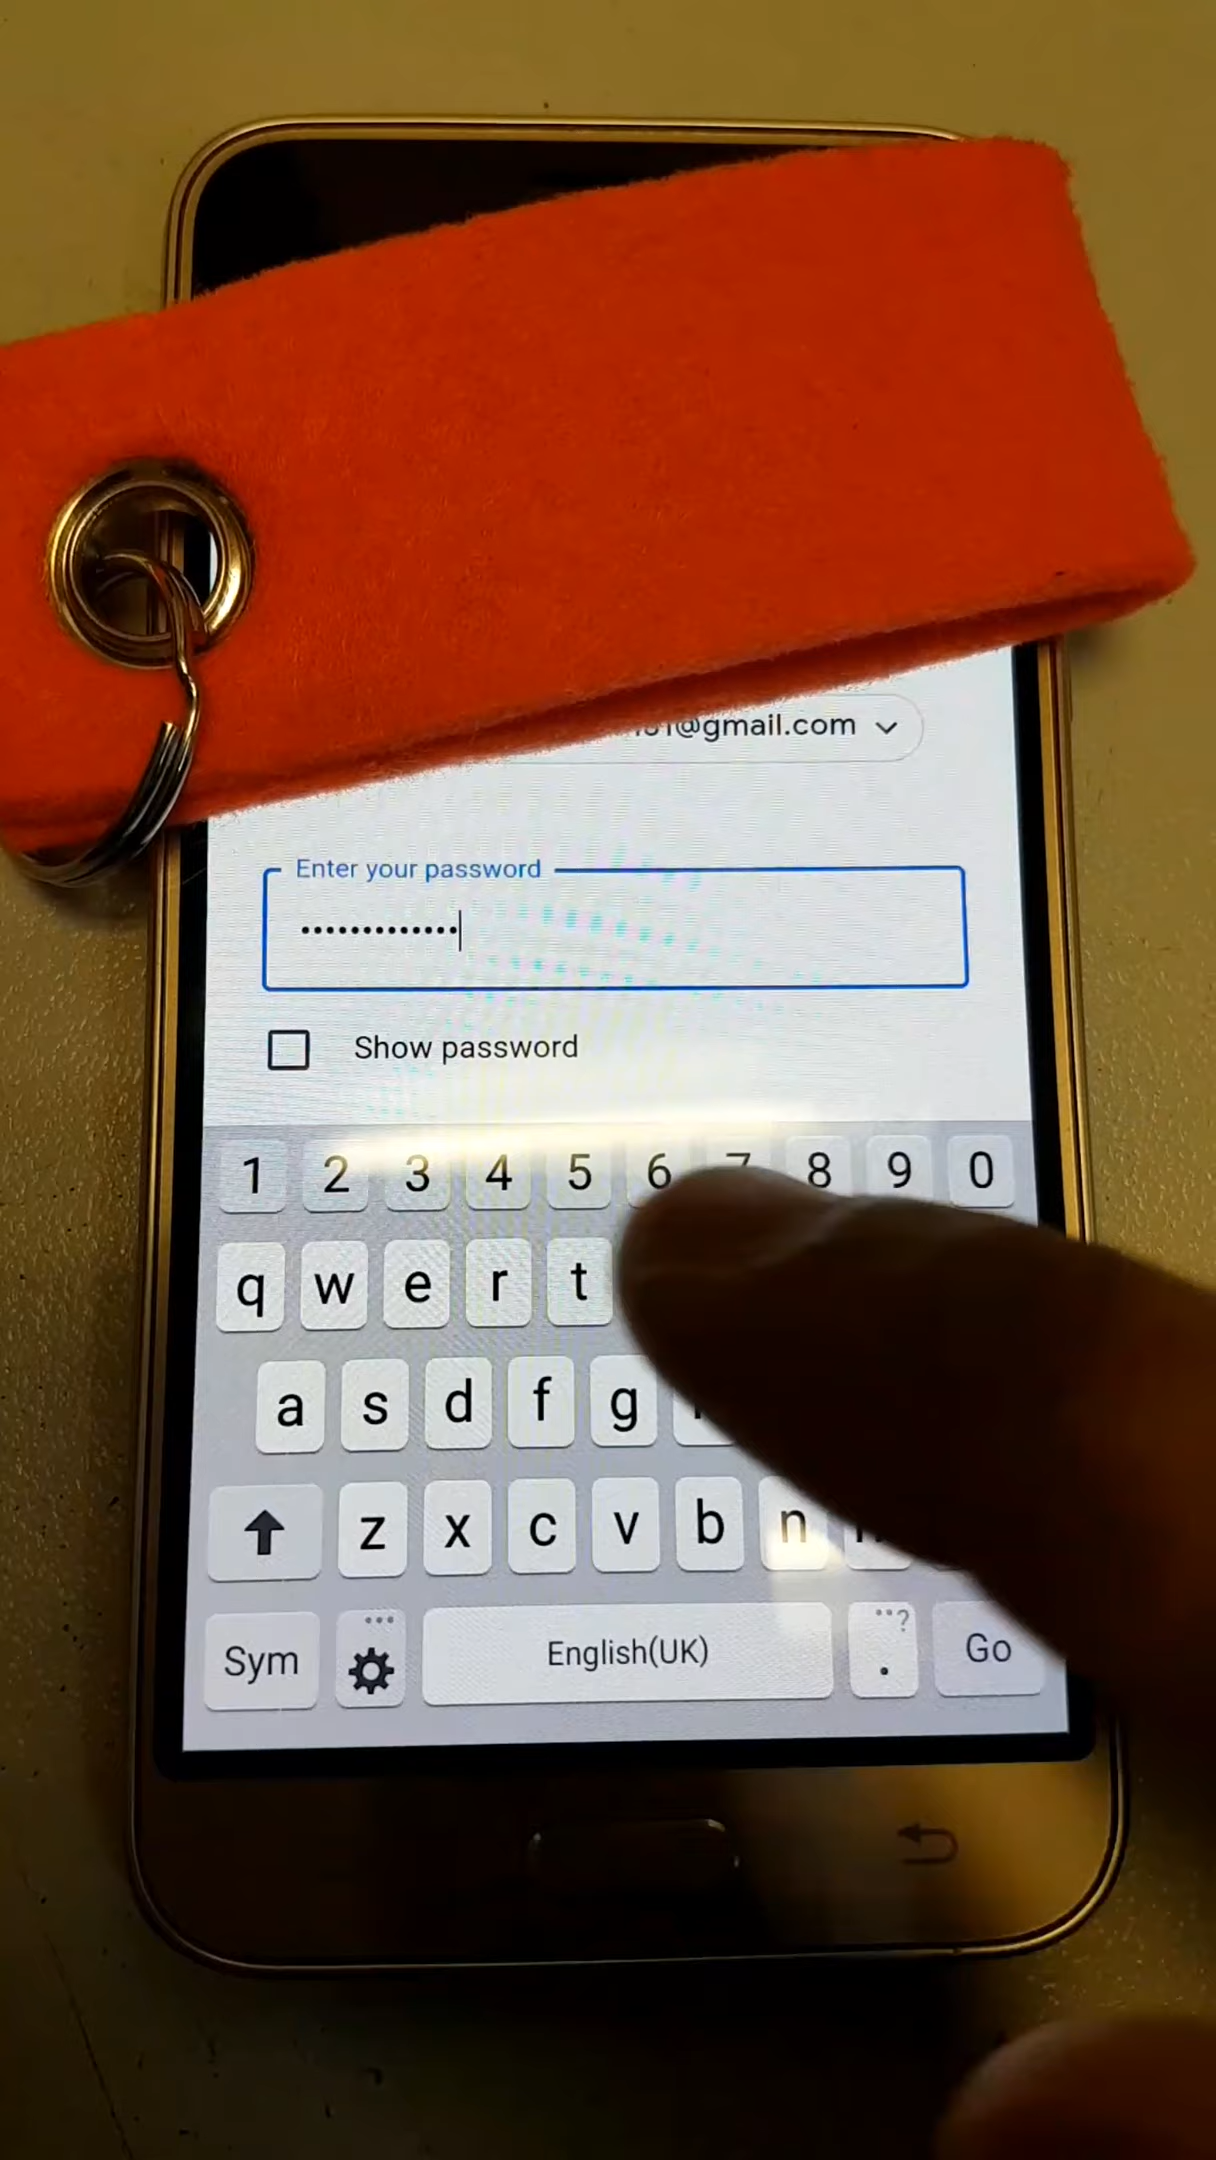 @gmail.com
Enter your password
•••••••••••••
Show password
1 2 3 4 5 6 7 8 9 0
q w e r t
a s d f g
z x c v b n
Sym English(UK) . ? Go